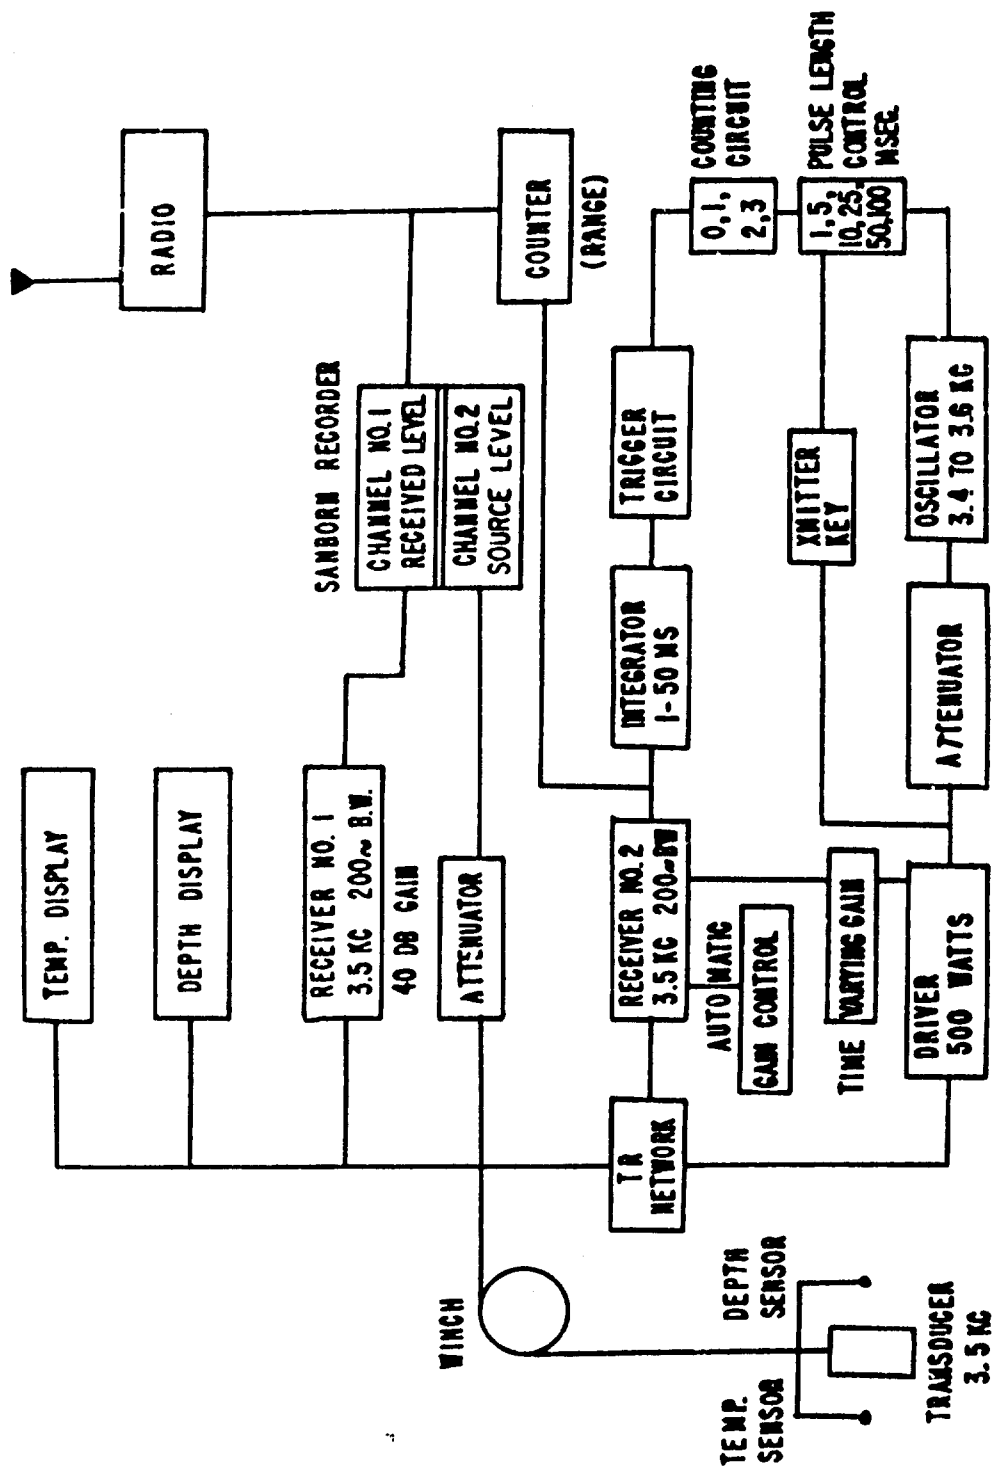 TEMP. DISPLAY
DEPTH DISPLAY
RECEIVER NO. 1
3.5 KC 200~ B.W.
40 DB GAIN
ATTENUATOR
SANBORN RECORDER
CHANNEL NO. 1
RECEIVED LEVEL
CHANNEL NO. 2
SOURCE LEVEL
RADIO
COUNTER
(RANGE)
WINCH
TR
NETWORK
RECEIVER NO. 2
3.5 KC 200~BW
AUTOMATIC
GAIN CONTROL
INTEGRATOR
1-50 MS
TRIGGER
CIRCUIT
0,1,
2,3
COUNTING
CIRCUIT
1,5,
10,25,
50,100
PULSE LENGTH
CONTROL
MSEC.
TIME VARYING GAIN
XMITTER
KEY
DRIVER
500 WATTS
ATTENUATOR
OSCILLATOR
3.4 TO 3.6 KC
TEMP.
SENSOR
DEPTH
SENSOR
TRANSDUCER
3.5 KC